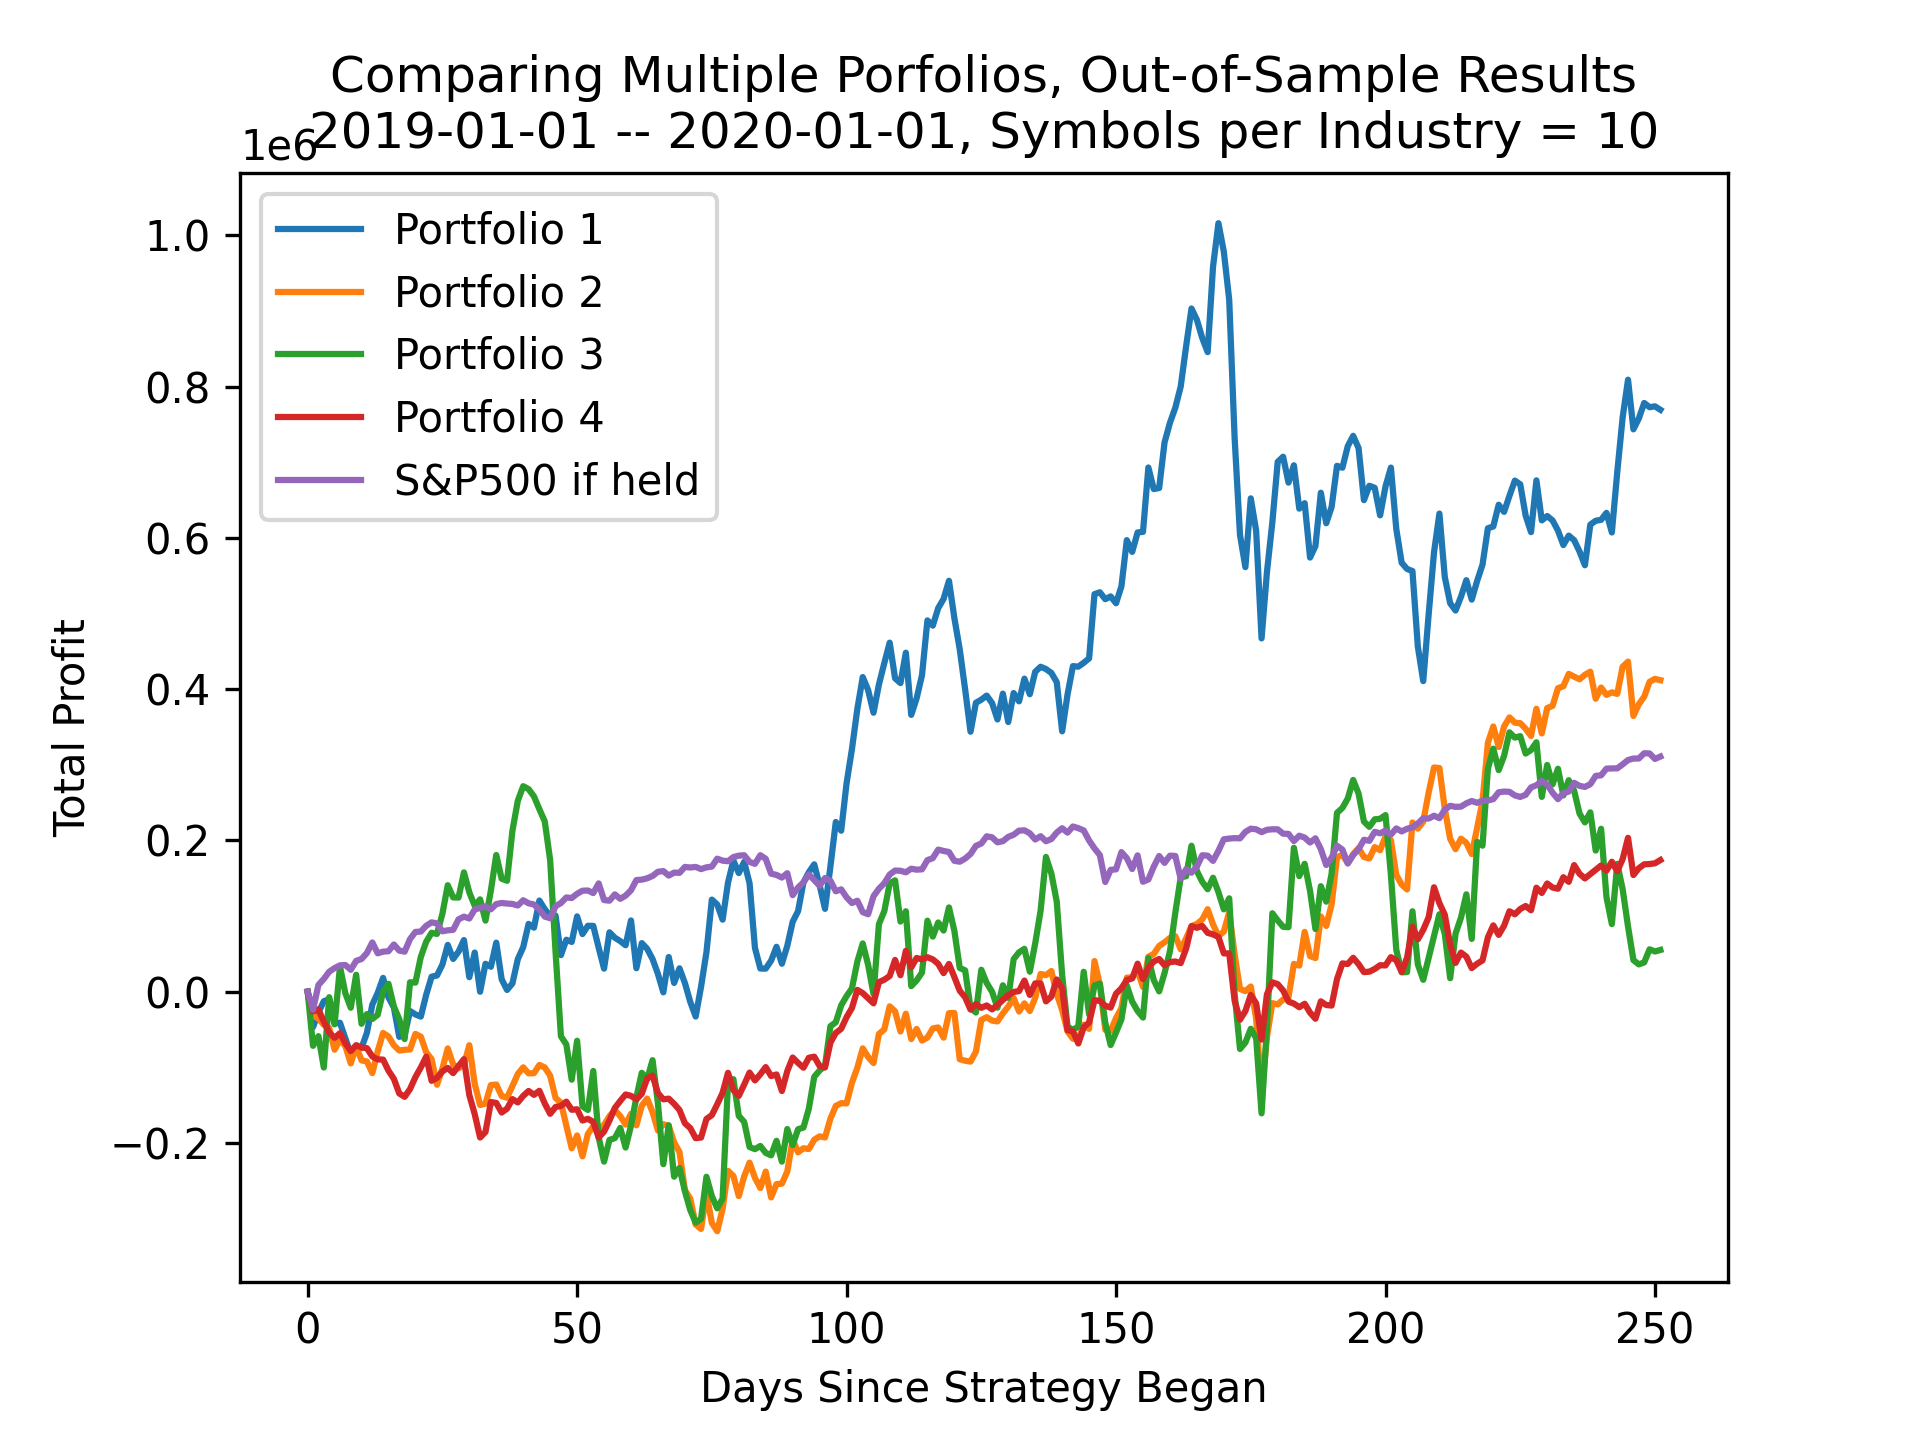 Comparing Multiple Porfolios, Out-of-Sample Results
2019-01-01 -- 2020-01-01, Symbols per Industry = 10
1e6
Portfolio 1
Portfolio 2
Portfolio 3
Portfolio 4
S&P500 if held
1.0
0.8
0.6
0.4
0.2
0.0
−0.2
Total Profit
0 50 100 150 200 250
Days Since Strategy Began